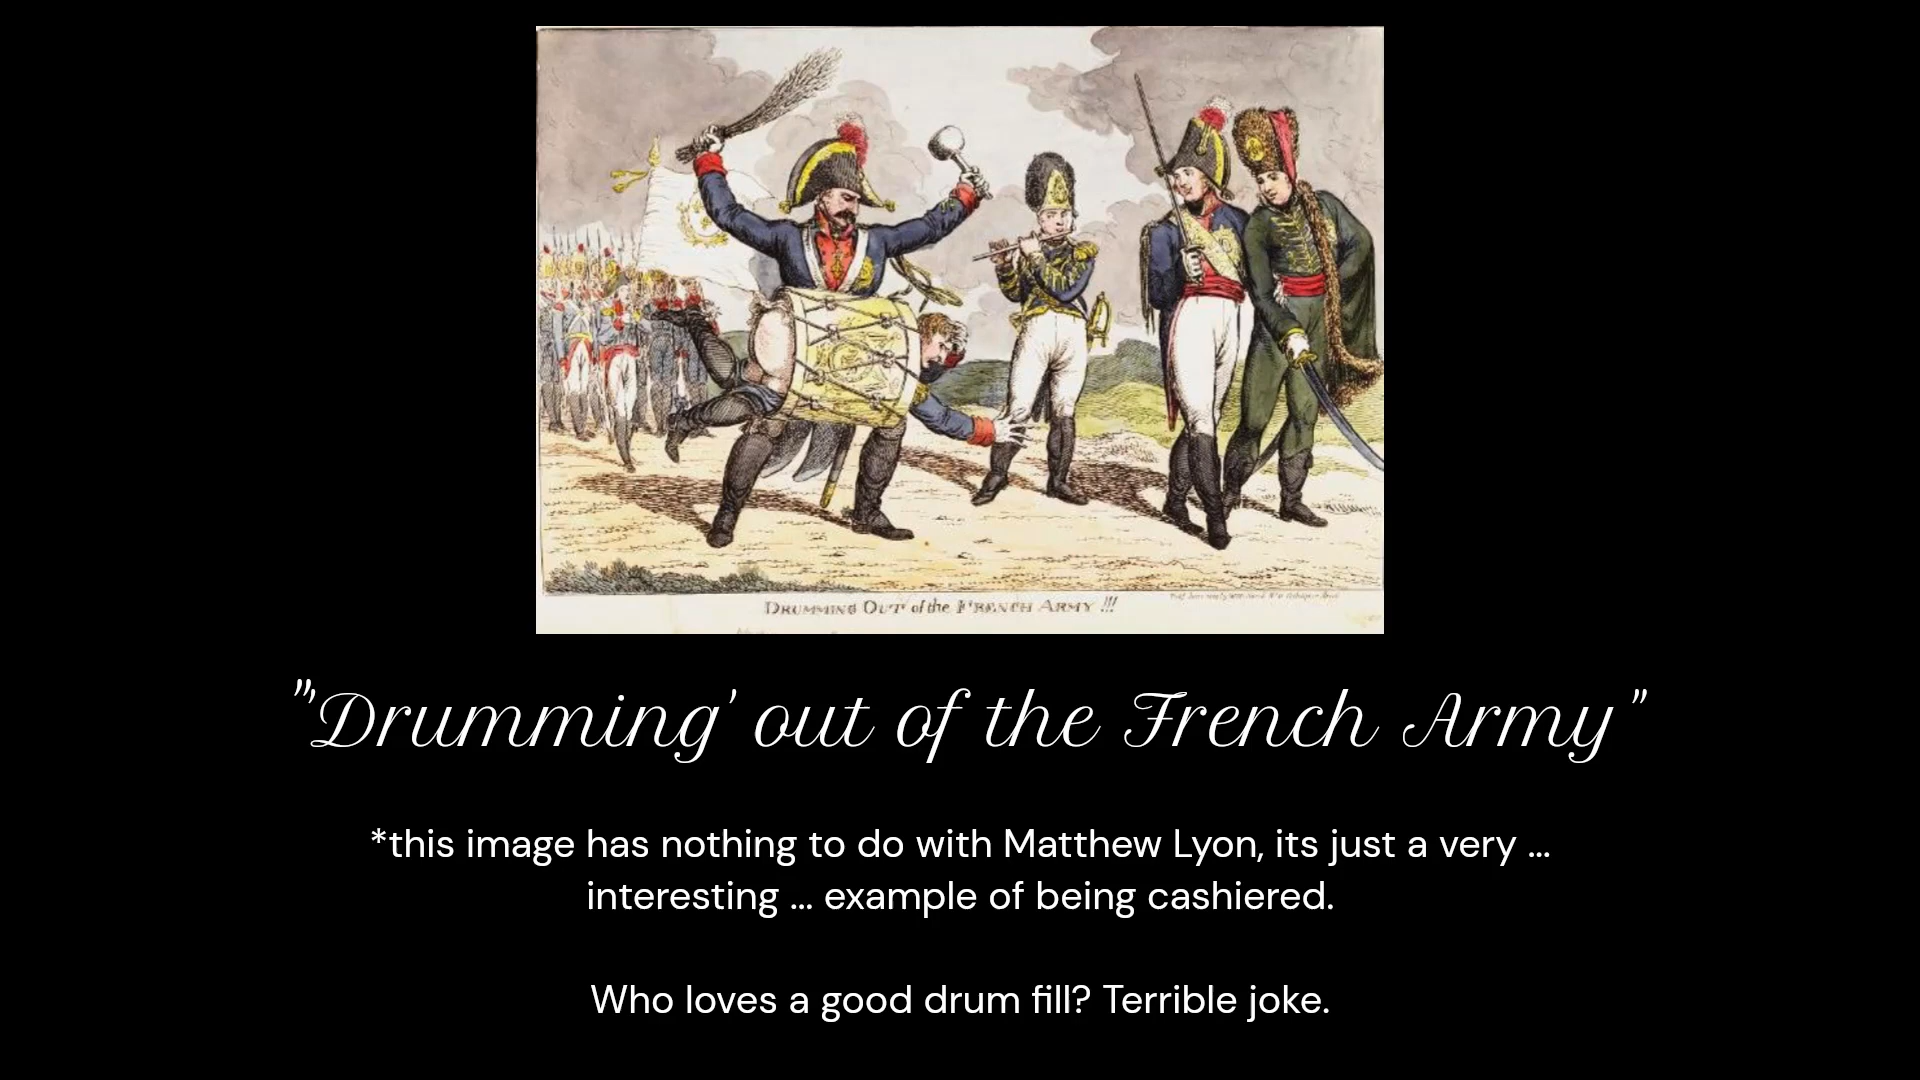 DRUMMING OUT of the FRENCH ARMY !!!
"'Drumming' out of the French Army"
*this image has nothing to do with Matthew Lyon, its just a very ...
interesting ... example of being cashiered.
Who loves a good drum fill? Terrible joke.